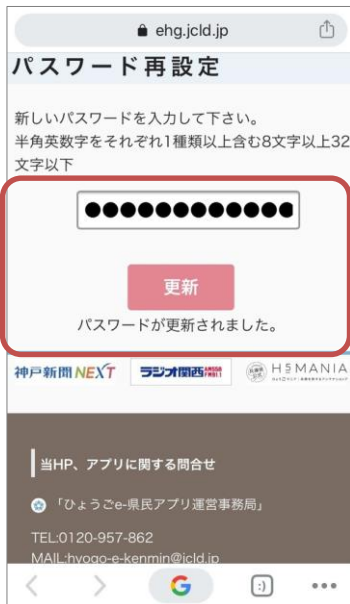 ehg.jcld.jp
パスワード再設定
新しいパスワードを入力して下さい。
半角英数字をそれぞれ1種類以上含む8文字以上32
文字以下
●●●●●●●●●●●●●
更新
パスワードが更新されました。
神戸新聞NEXT ラジオ関西 HSMANIA
当HP、アプリに関する問合せ
「ひょうごe-県民アプリ運営事務局」
TEL:0120-957-862
MAIL:hyogo-e-kenmin@jcld.jp